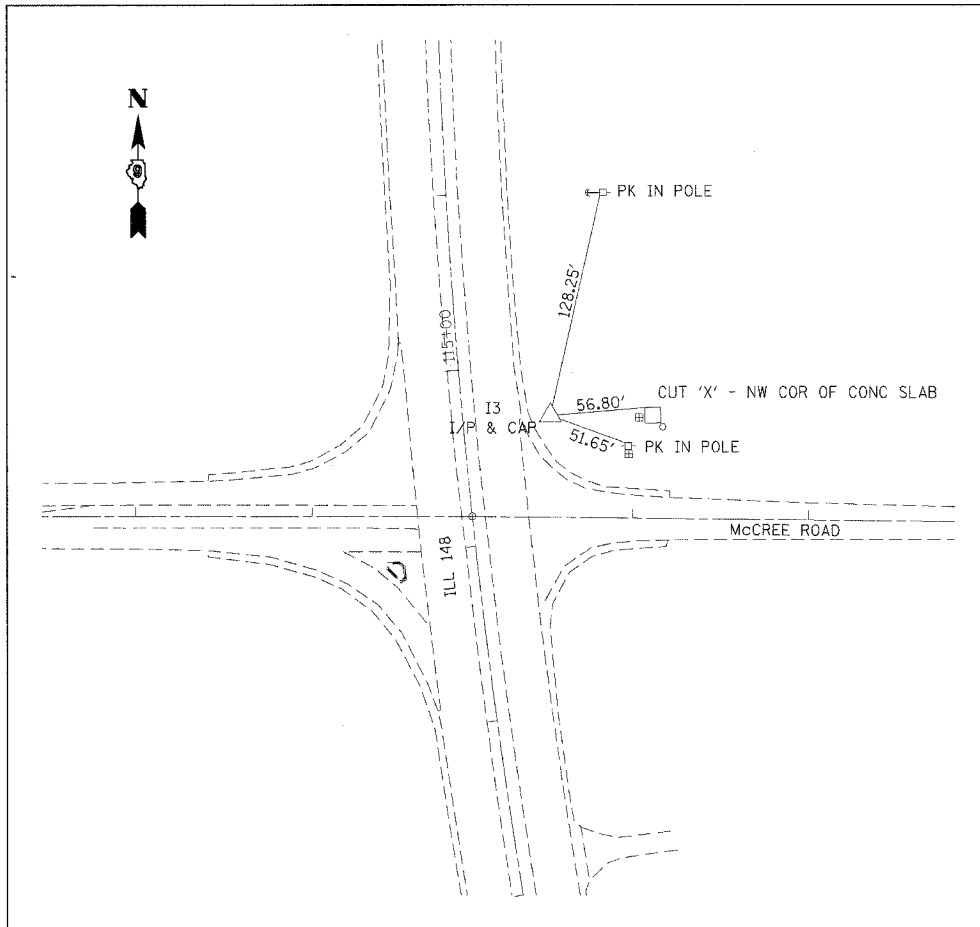 N
9
PK IN POLE
128.25'
115+00
CUT 'X' - NW COR OF CONC SLAB
56.80'
I3
I/P & CAP
51.65'
PK IN POLE
McCREE ROAD
ILL 148